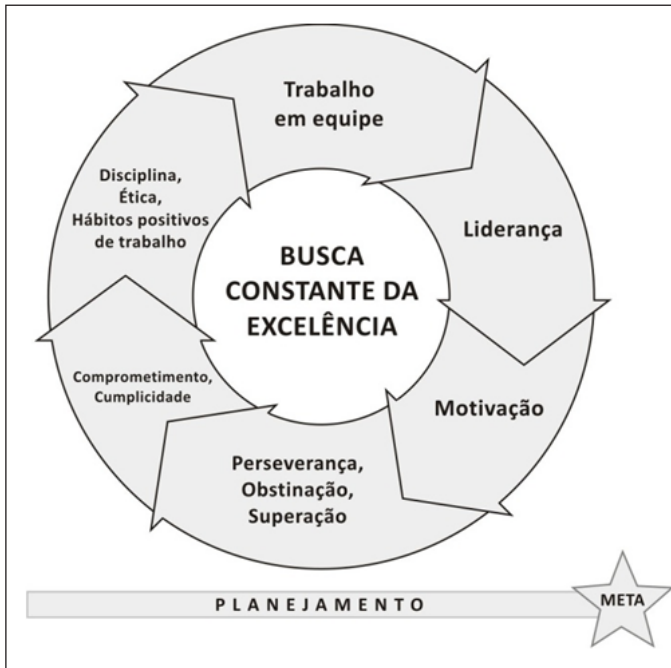 Trabalho
em equipe
Liderança
Motivação
Perseverança,
Obstinação,
Superação
Comprometimento,
Cumplicidade
Disciplina,
Ética,
Hábitos positivos
de trabalho
BUSCA
CONSTANTE DA
EXCELÊNCIA
PLANEJAMENTO
META